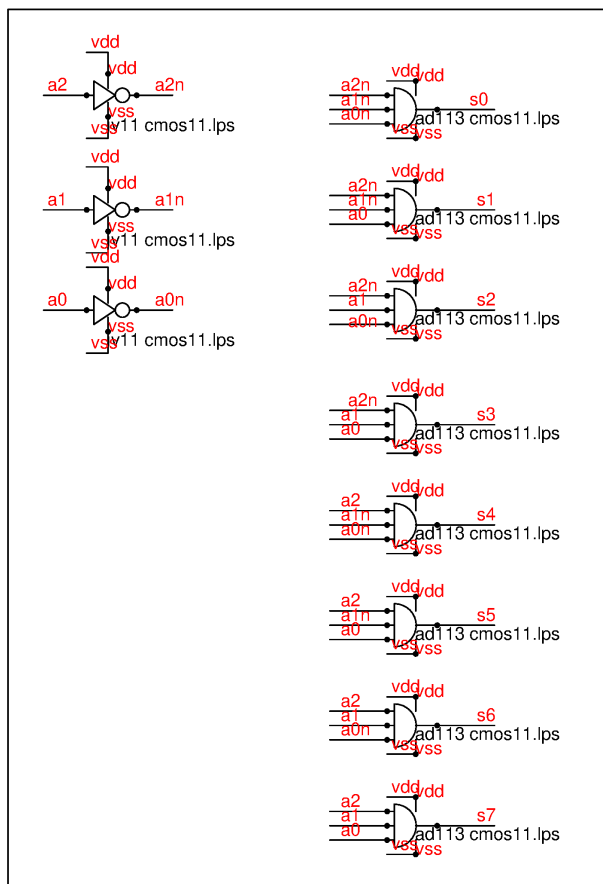 vdd
vdd
a2 a2n
vss
vss v11 cmos11.lps
vdd
vdd
a1 a1n
vss
vss v11 cmos11.lps
vdd
vdd
a0 a0n
vss
vss v11 cmos11.lps
vdd vdd
a2n
a1n s0
a0n ad113 cmos11.lps
vss vss
vdd vdd
a2n
a1n s1
a0 ad113 cmos11.lps
vss vss
vdd vdd
a2n
a1 s2
a0n ad113 cmos11.lps
vss vss
vdd vdd
a2n
a1 s3
a0 ad113 cmos11.lps
vss vss
vdd vdd
a2
a1n s4
a0n ad113 cmos11.lps
vss vss
vdd vdd
a2
a1n s5
a0 ad113 cmos11.lps
vss vss
vdd vdd
a2
a1 s6
a0n ad113 cmos11.lps
vss vss
vdd vdd
a2
a1 s7
a0 ad113 cmos11.lps
vss vss